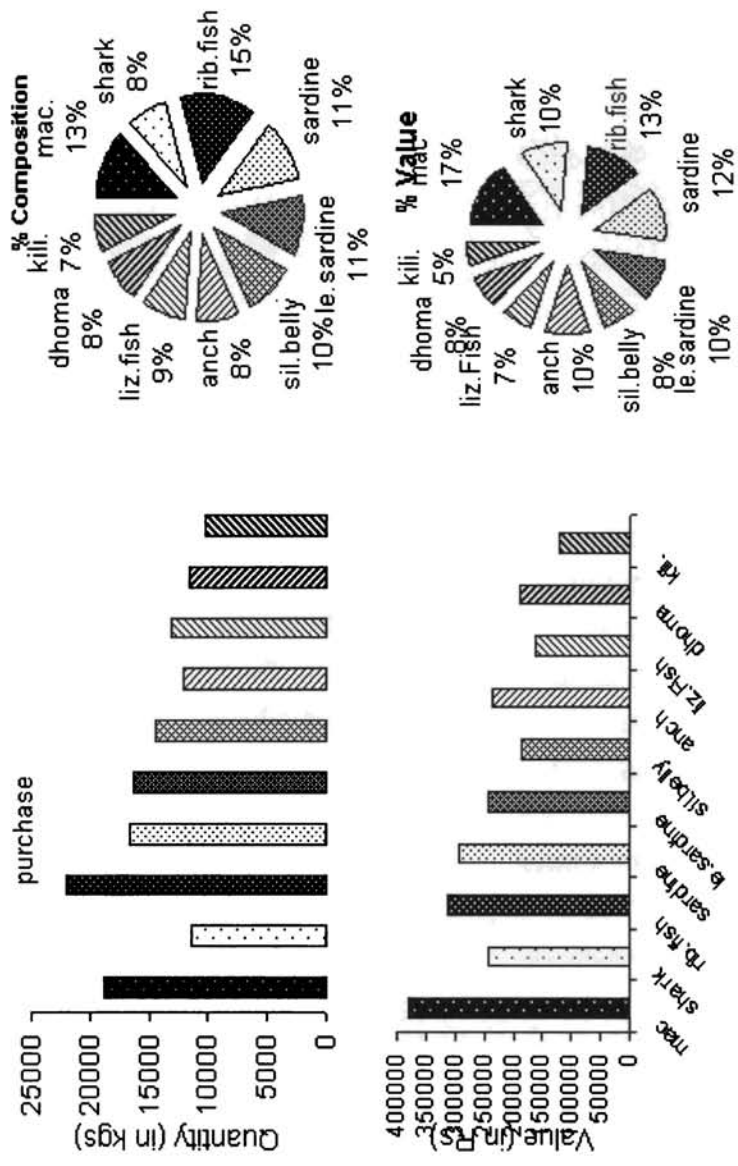 purchase
Quantity (in kgs)
25000
20000
15000
10000
5000
0
% Composition
mac.
13%
shark
8%
rib.fish
15%
sardine
11%
le.sardine
11%
sil.belly
10%
anch
8%
liz.fish
9%
dhoma
8%
kili.
7%
Value (in Rs)
400000
350000
300000
250000
200000
150000
100000
50000
0
mac
shark
rib.fish
sardine
le.sardine
sil.belly
anch
liz.Fish
dhoma
kili.
% Value
mac
17%
shark
10%
rib.fish
13%
sardine
12%
le.sardine
10%
sil.belly
8%
anch
10%
liz.Fish
7%
dhoma
8%
kili.
5%